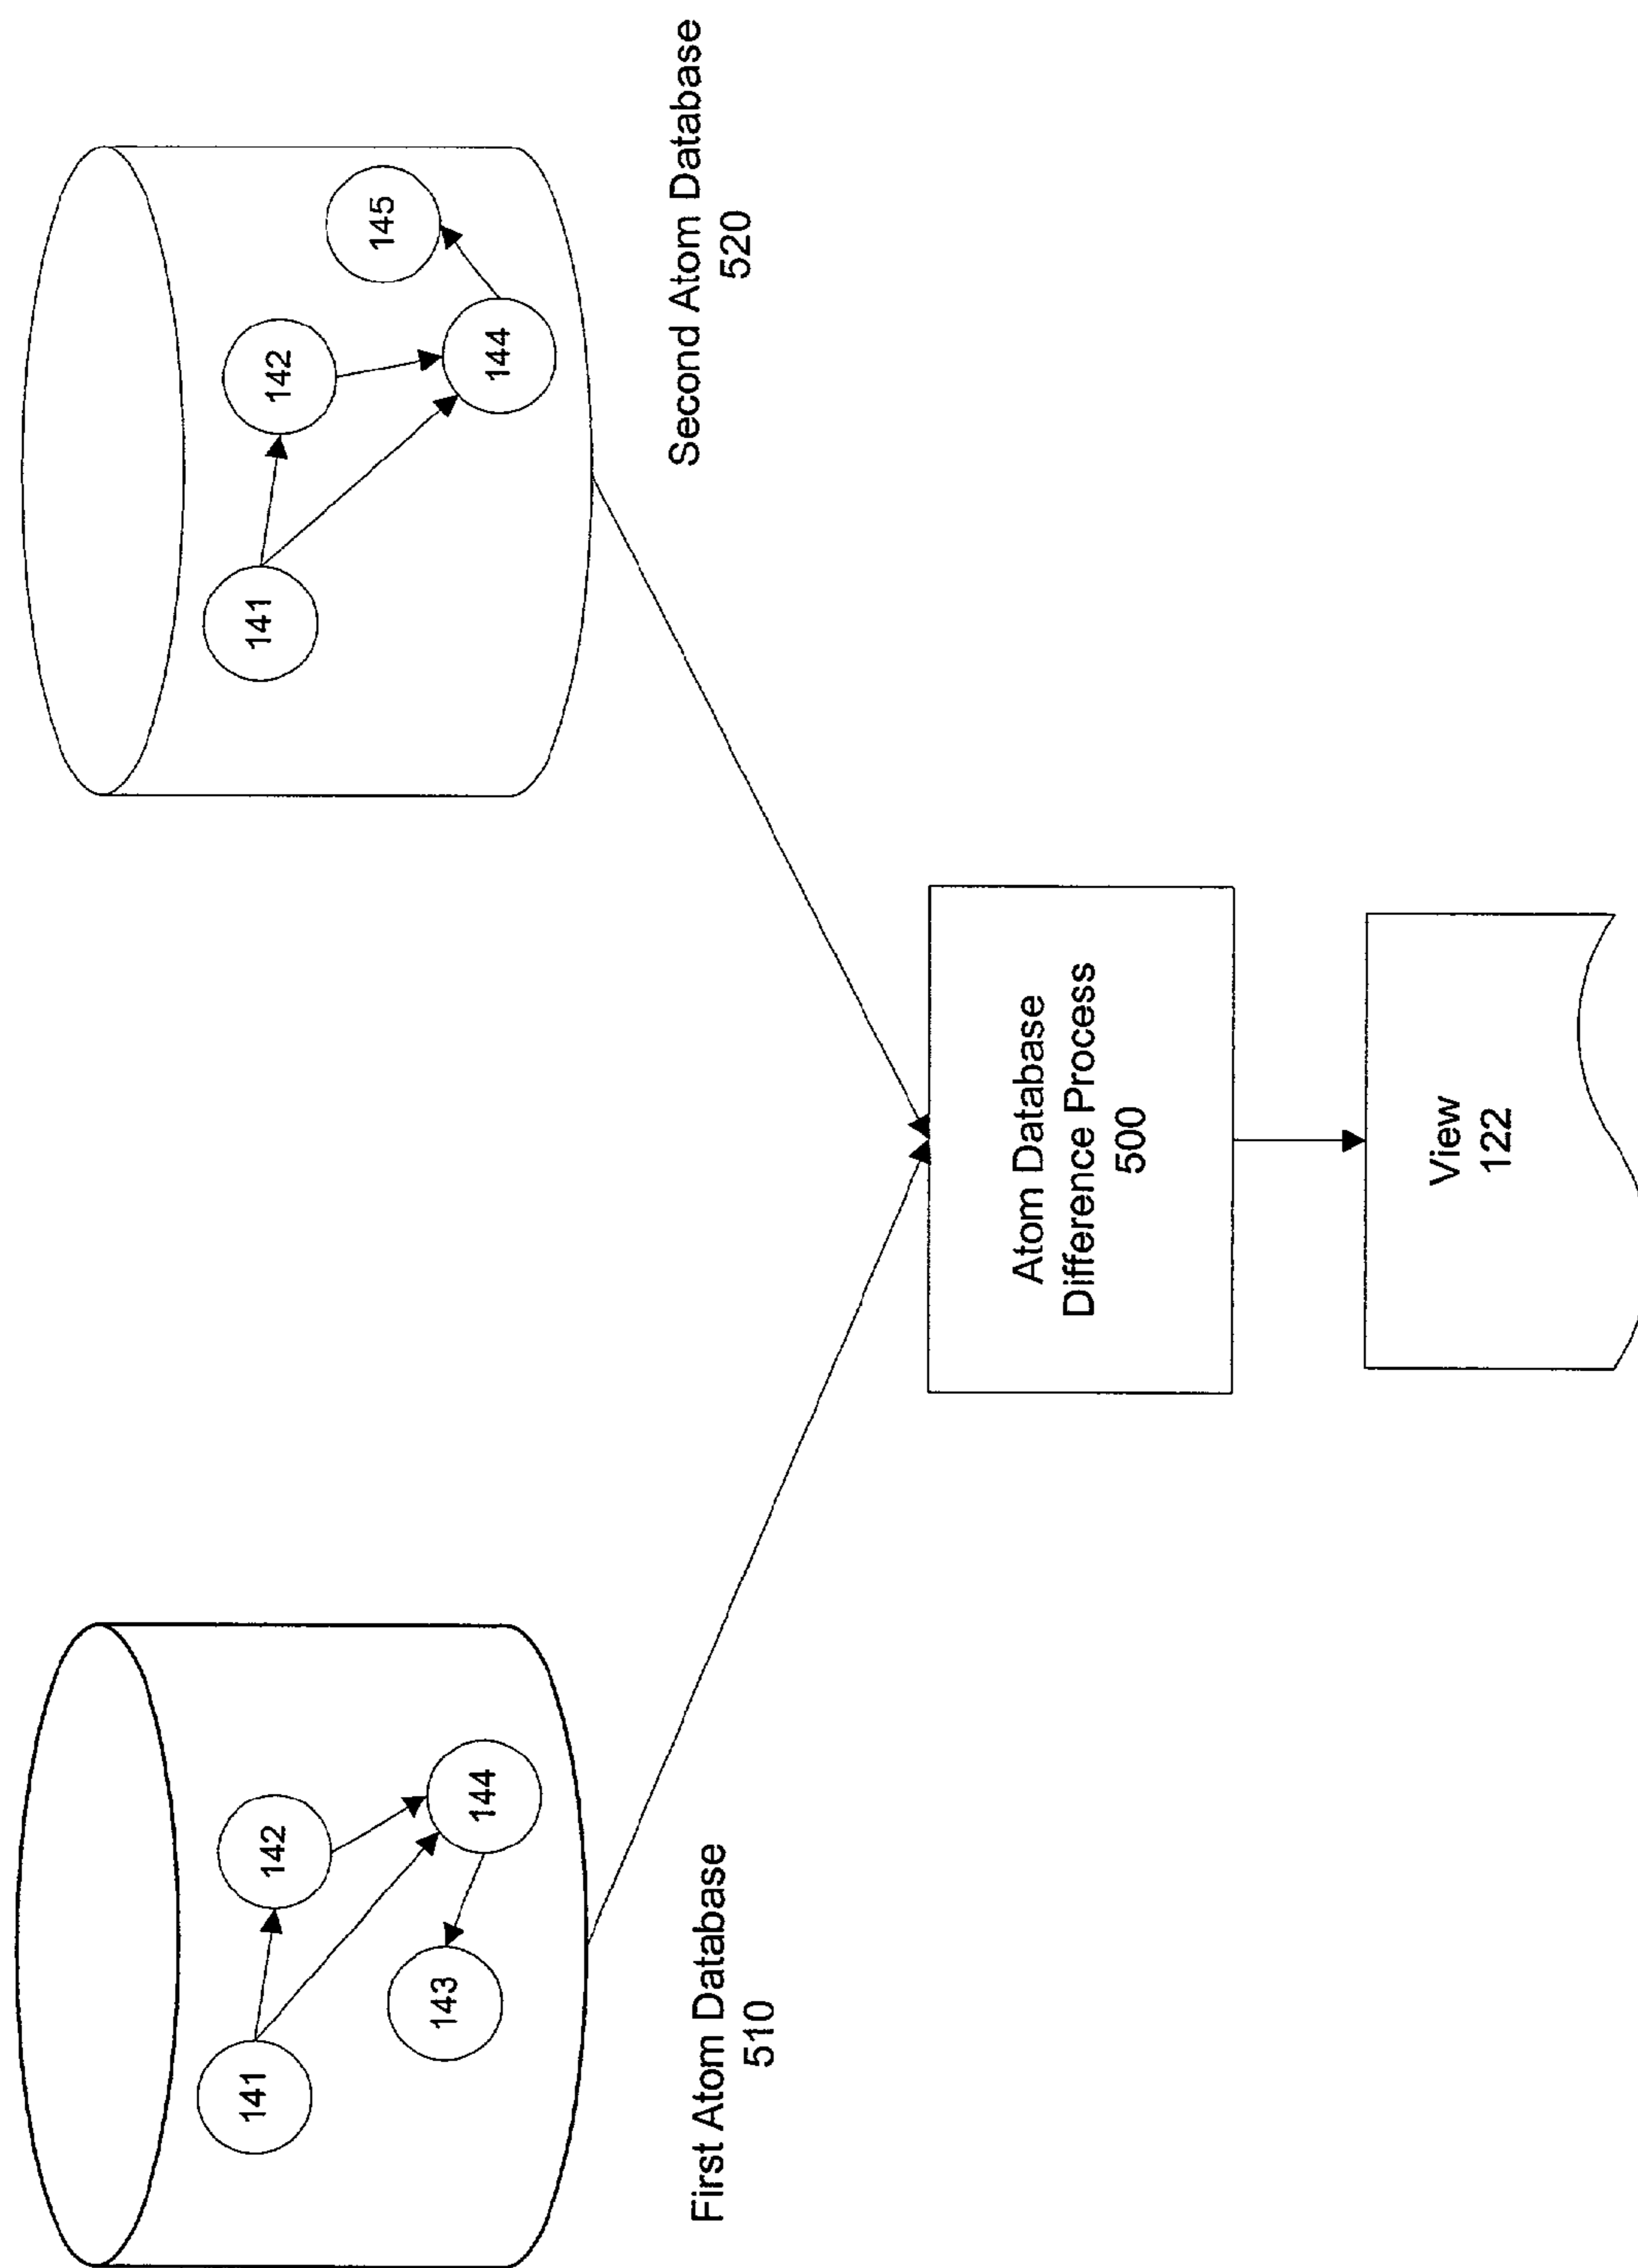 141
142
144
143
First Atom Database
510
141
142
145
144
Second Atom Database
520
Atom Database
Difference Process
500
View
122